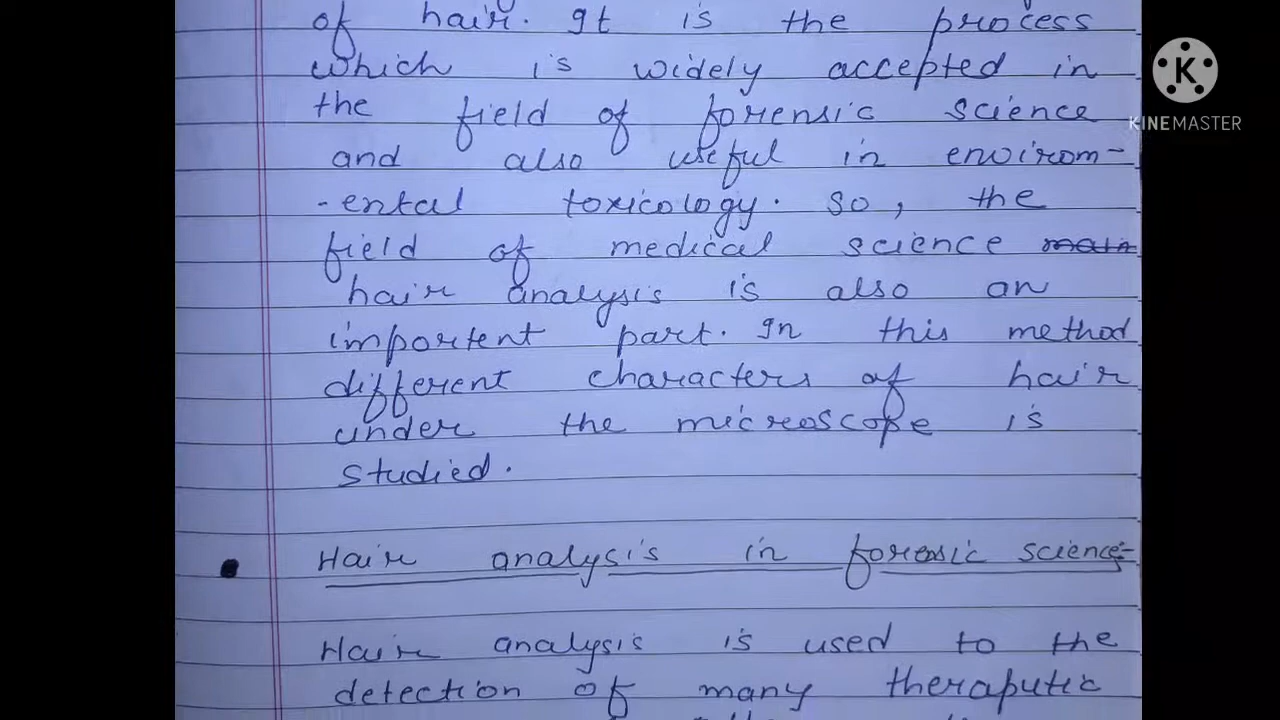 of hair. It is the process
which is widely accepted in
the field of forensic science
and also useful in envirom-
-ental toxicology. so, the
field of medical science
hair analysis is also an
importent part. In this method
different characters of hair
under the microscope is
studied.
Hair analysis in forensic science-
Hair analysis is used to the
detection of many theraputic
K
KINEMASTER